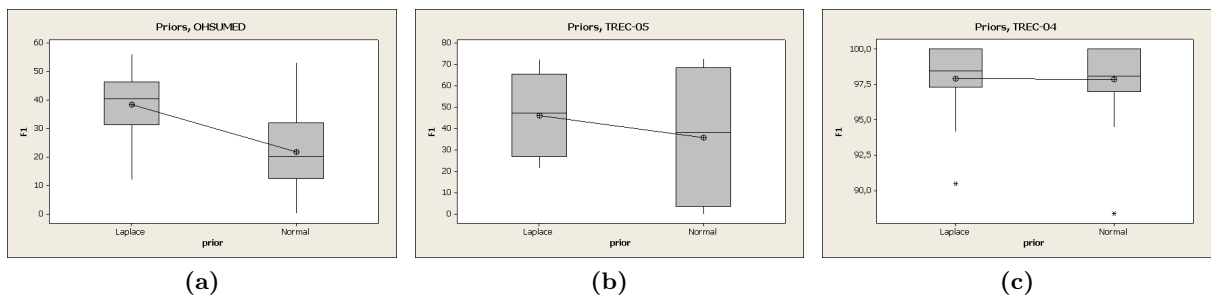 Priors, OHSUMED
60
50
40
30
20
10
0
F1
Laplace
Normal
prior
(a)
Priors, TREC-05
80
70
60
50
40
30
20
10
0
F1
Laplace
Normal
prior
(b)
Priors, TREC-04
100,0
97,5
95,0
92,5
90,0
F1
Laplace
Normal
prior
(c)